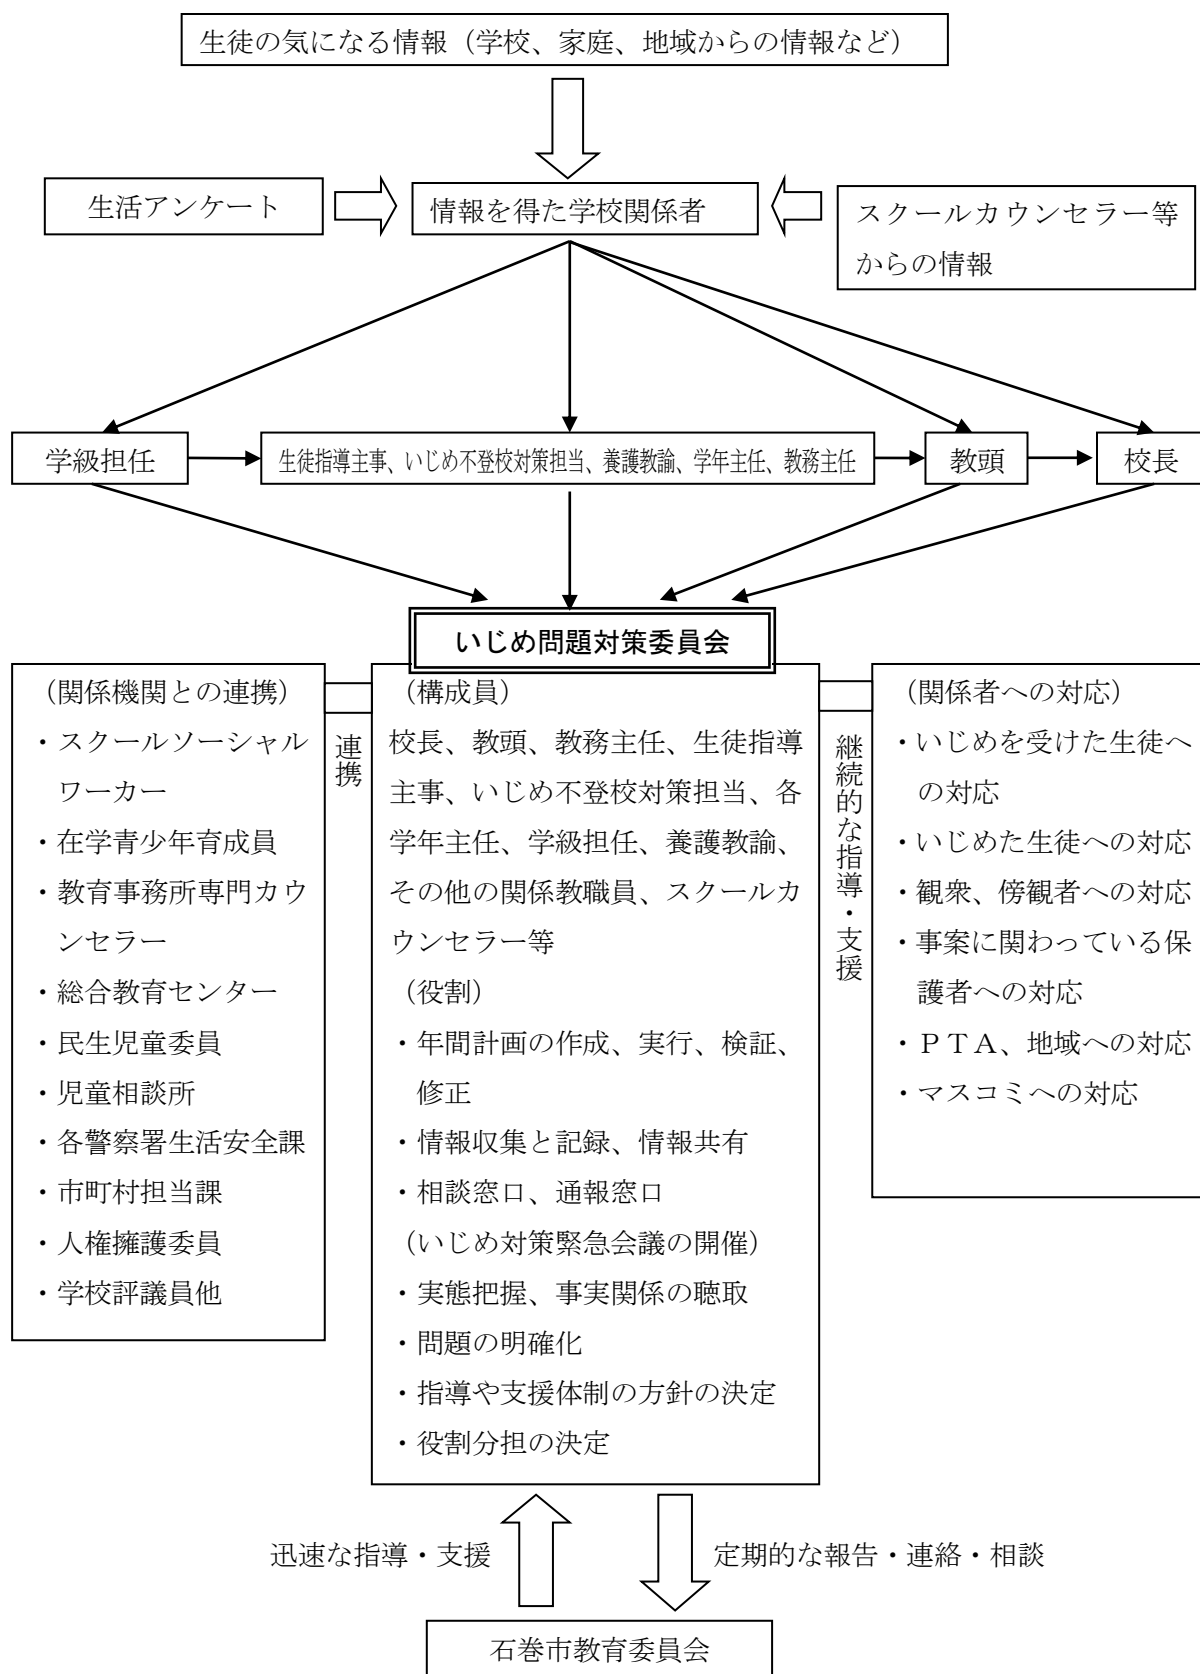 生徒の気になる情報（学校、家庭、地域からの情報など）
生活アンケート
情報を得た学校関係者
スクールカウンセラー等
からの情報
学級担任
生徒指導主事、いじめ不登校対策担当、養護教諭、学年主任、教務主任
教頭
校長
いじめ問題対策委員会
（関係機関との連携）
・スクールソーシャル
ワーカー
・在学青少年育成員
・教育事務所専門カウ
ンセラー
・総合教育センター
・民生児童委員
・児童相談所
・各警察署生活安全課
・市町村担当課
・人権擁護委員
・学校評議員他
連携
（構成員）
校長、教頭、教務主任、生徒指導
主事、いじめ不登校対策担当、各
学年主任、学級担任、養護教諭、
その他の関係教職員、スクールカ
ウンセラー等
（役割）
・年間計画の作成、実行、検証、
修正
・情報収集と記録、情報共有
・相談窓口、通報窓口
（いじめ対策緊急会議の開催）
・実態把握、事実関係の聴取
・問題の明確化
・指導や支援体制の方針の決定
・役割分担の決定
継続的な指導・支援
（関係者への対応）
・いじめを受けた生徒へ
の対応
・いじめた生徒への対応
・観衆、傍観者への対応
・事案に関わっている保
護者への対応
・ＰＴＡ、地域への対応
・マスコミへの対応
迅速な指導・支援
定期的な報告・連絡・相談
石巻市教育委員会